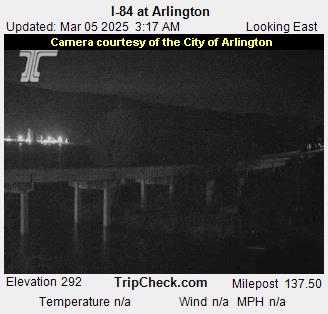 I-84 at Arlington
Updated: Mar 05 2025 3:17 AM Looking East
Camera courtesy of the City of Arlington
Elevation 292 TripCheck.com Milepost 137.50
Temperature n/a Wind n/a MPH n/a